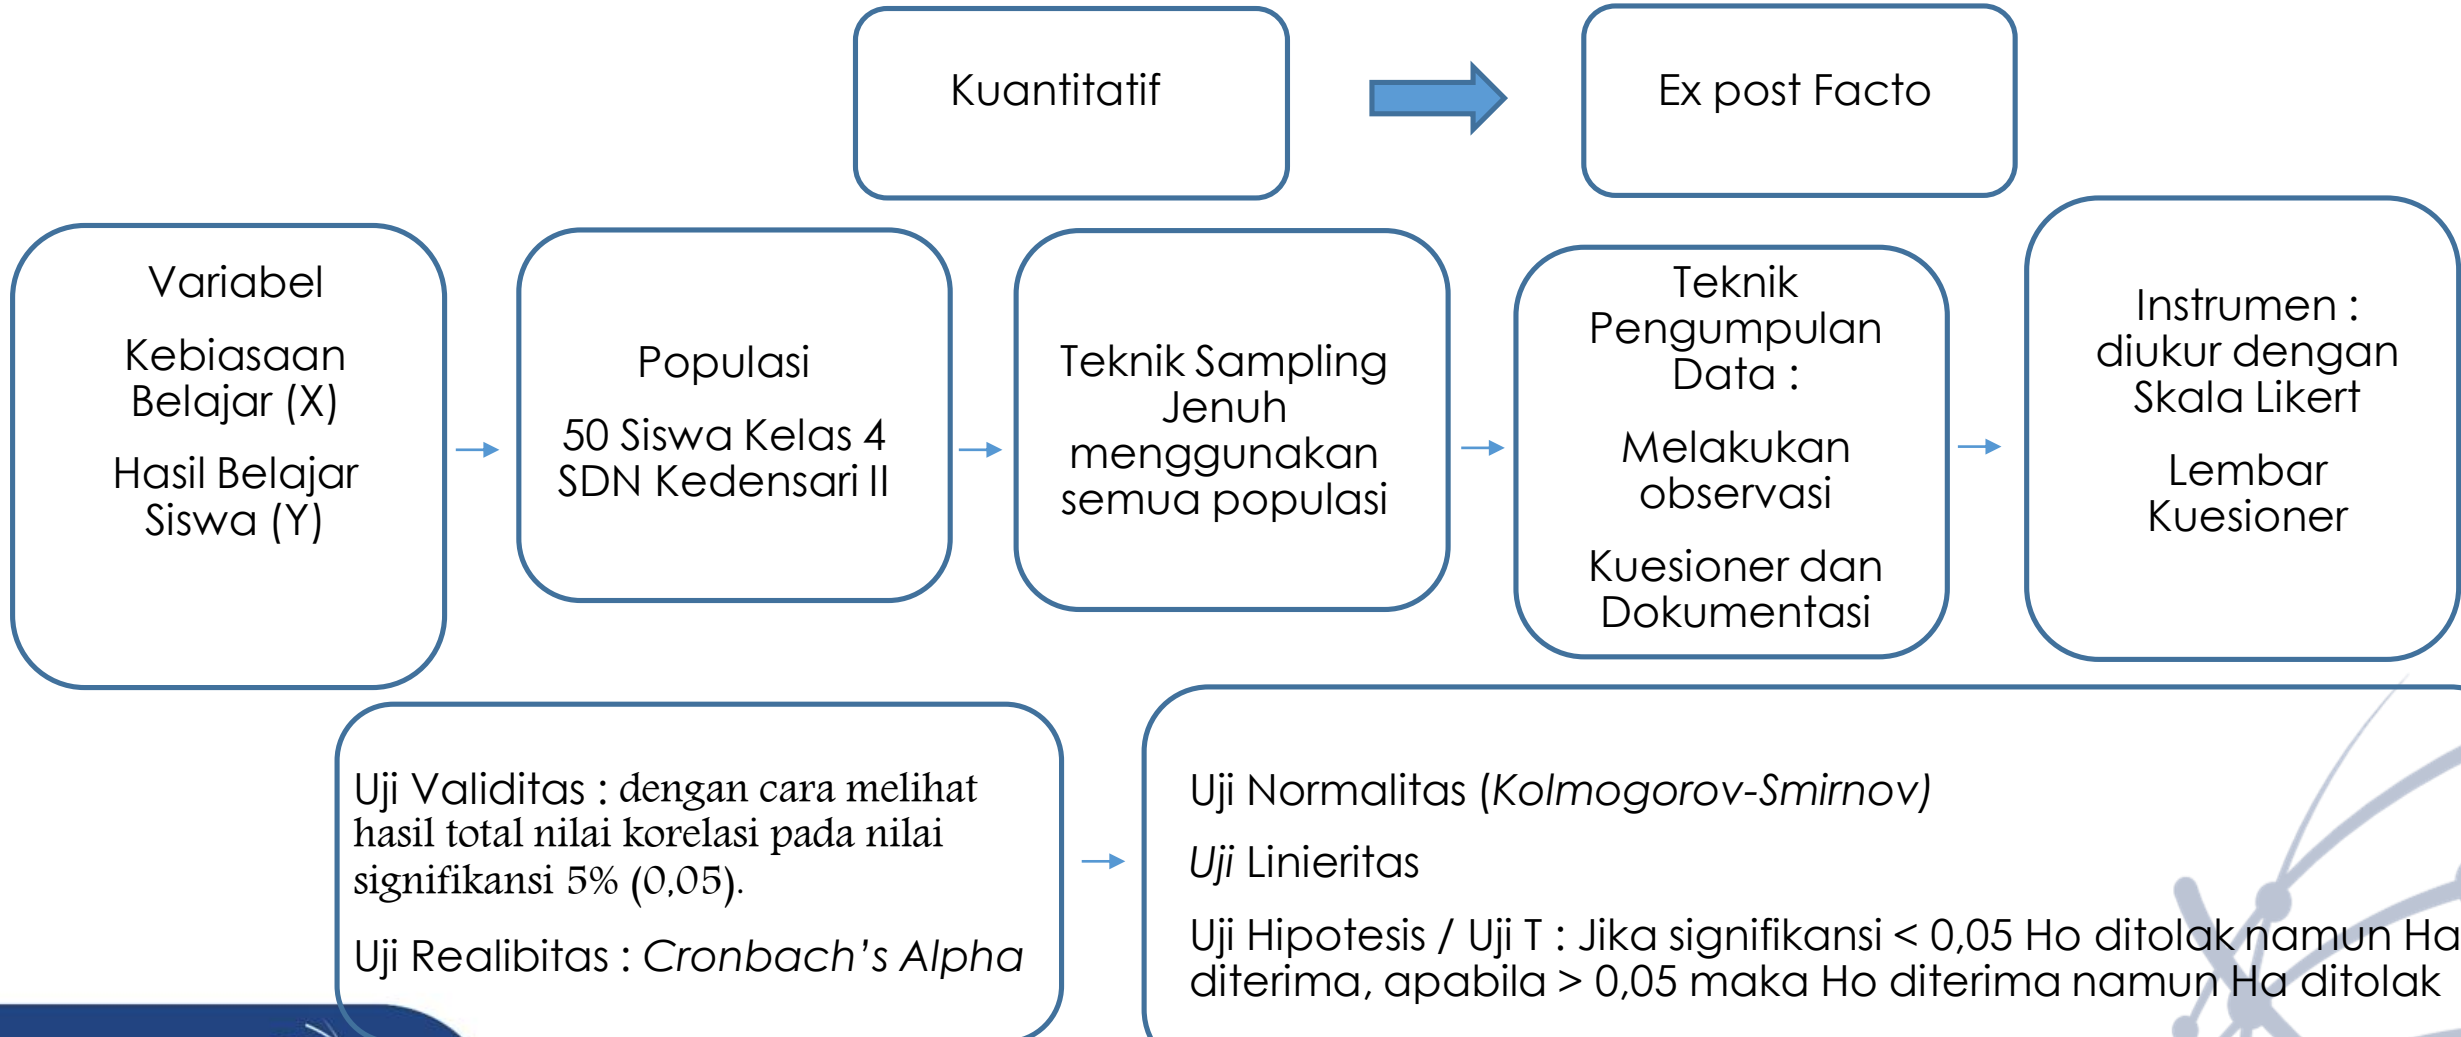 Kuantitatif
Ex post Facto
Variabel
Kebiasaan
Belajar (X)
Hasil Belajar
Siswa (Y)
Populasi
50 Siswa Kelas 4
SDN Kedensari II
Teknik Sampling
Jenuh
menggunakan
semua populasi
Teknik
Pengumpulan
Data :
Melakukan
observasi
Kuesioner dan
Dokumentasi
Instrumen :
diukur dengan
Skala Likert
Lembar
Kuesioner
Uji Validitas : dengan cara melihat
hasil total nilai korelasi pada nilai
signifikansi 5% (0,05).
Uji Realibitas : Cronbach’s Alpha
Uji Normalitas (Kolmogorov-Smirnov)
Uji Linieritas
Uji Hipotesis / Uji T : Jika signifikansi < 0,05 Ho ditolak namun Ha
diterima, apabila > 0,05 maka Ho diterima namun Ha ditolak